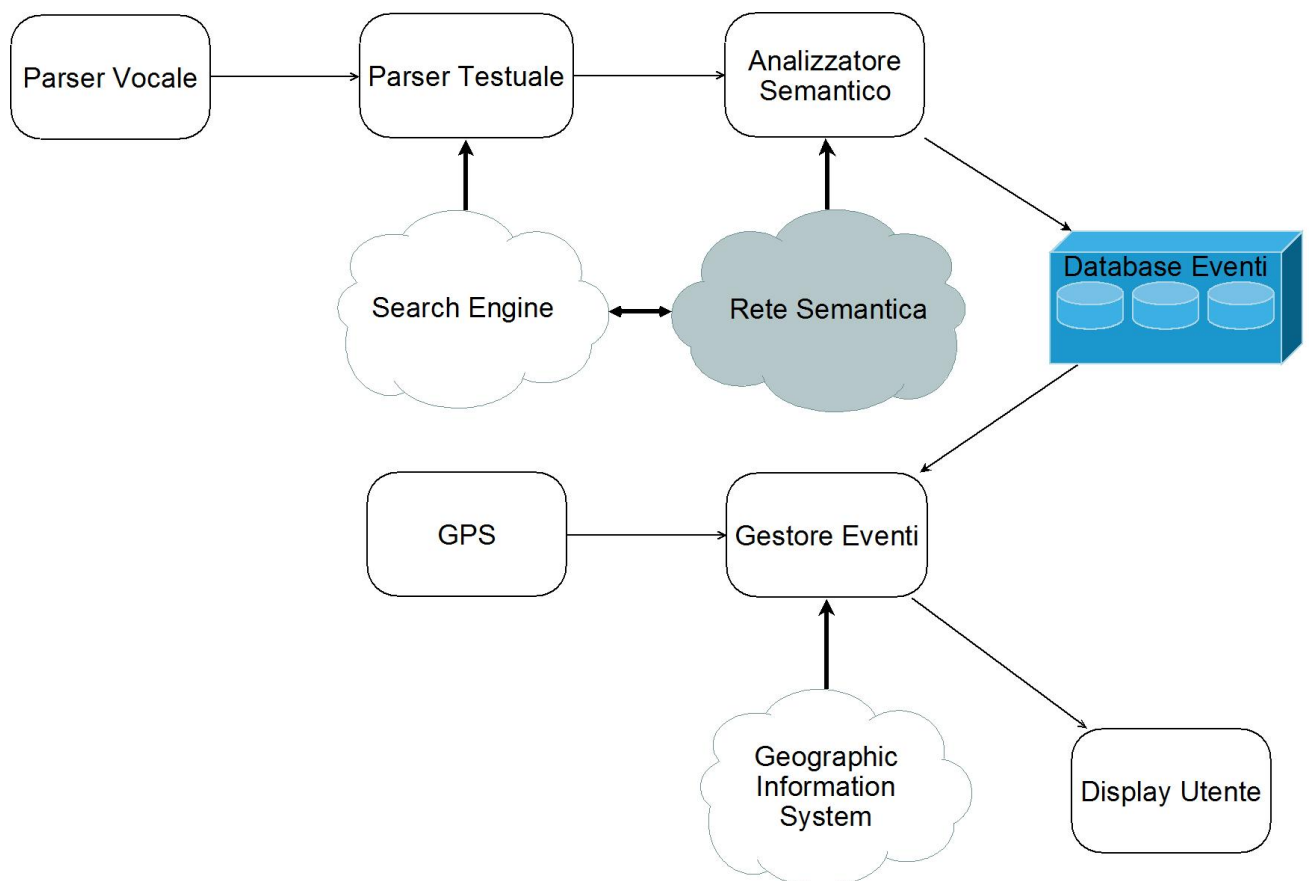 Parser Vocale
Parser Testuale
Analizzatore
Semantico
Database Eventi
Search Engine
Rete Semantica
GPS
Gestore Eventi
Geographic
Information
System
Display Utente